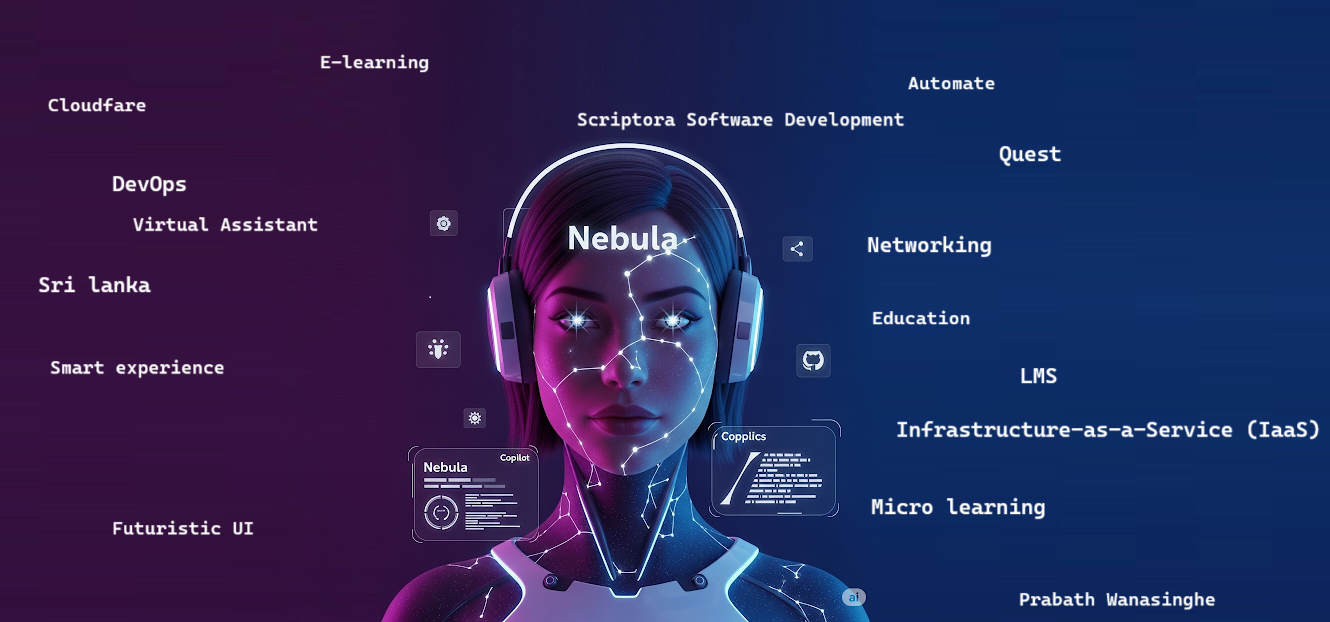 E-learning
Automate
Cloudfare
Scriptora Software Development
Quest
DevOps
Virtual Assistant
Nebula
Networking
Sri lanka
Education
Smart experience
LMS
Infrastructure-as-a-Service (IaaS)
Copplics
Copilot
Nebula
Micro learning
Futuristic UI
ai
Prabath Wanasinghe